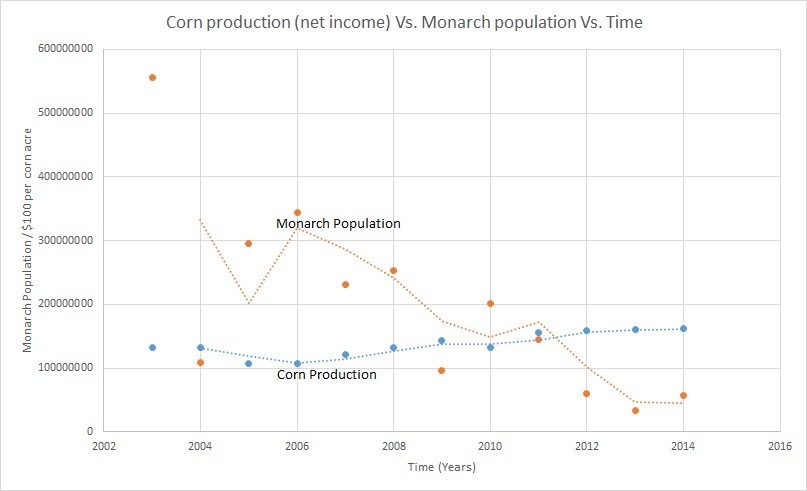 Corn production (net income) Vs. Monarch population Vs. Time
Monarch Population / $100 per corn acre
600000000
500000000
400000000
300000000
200000000
100000000
0
Monarch Population
Corn Production
2002 2004 2006 2008 2010 2012 2014 2016
Time (Years)